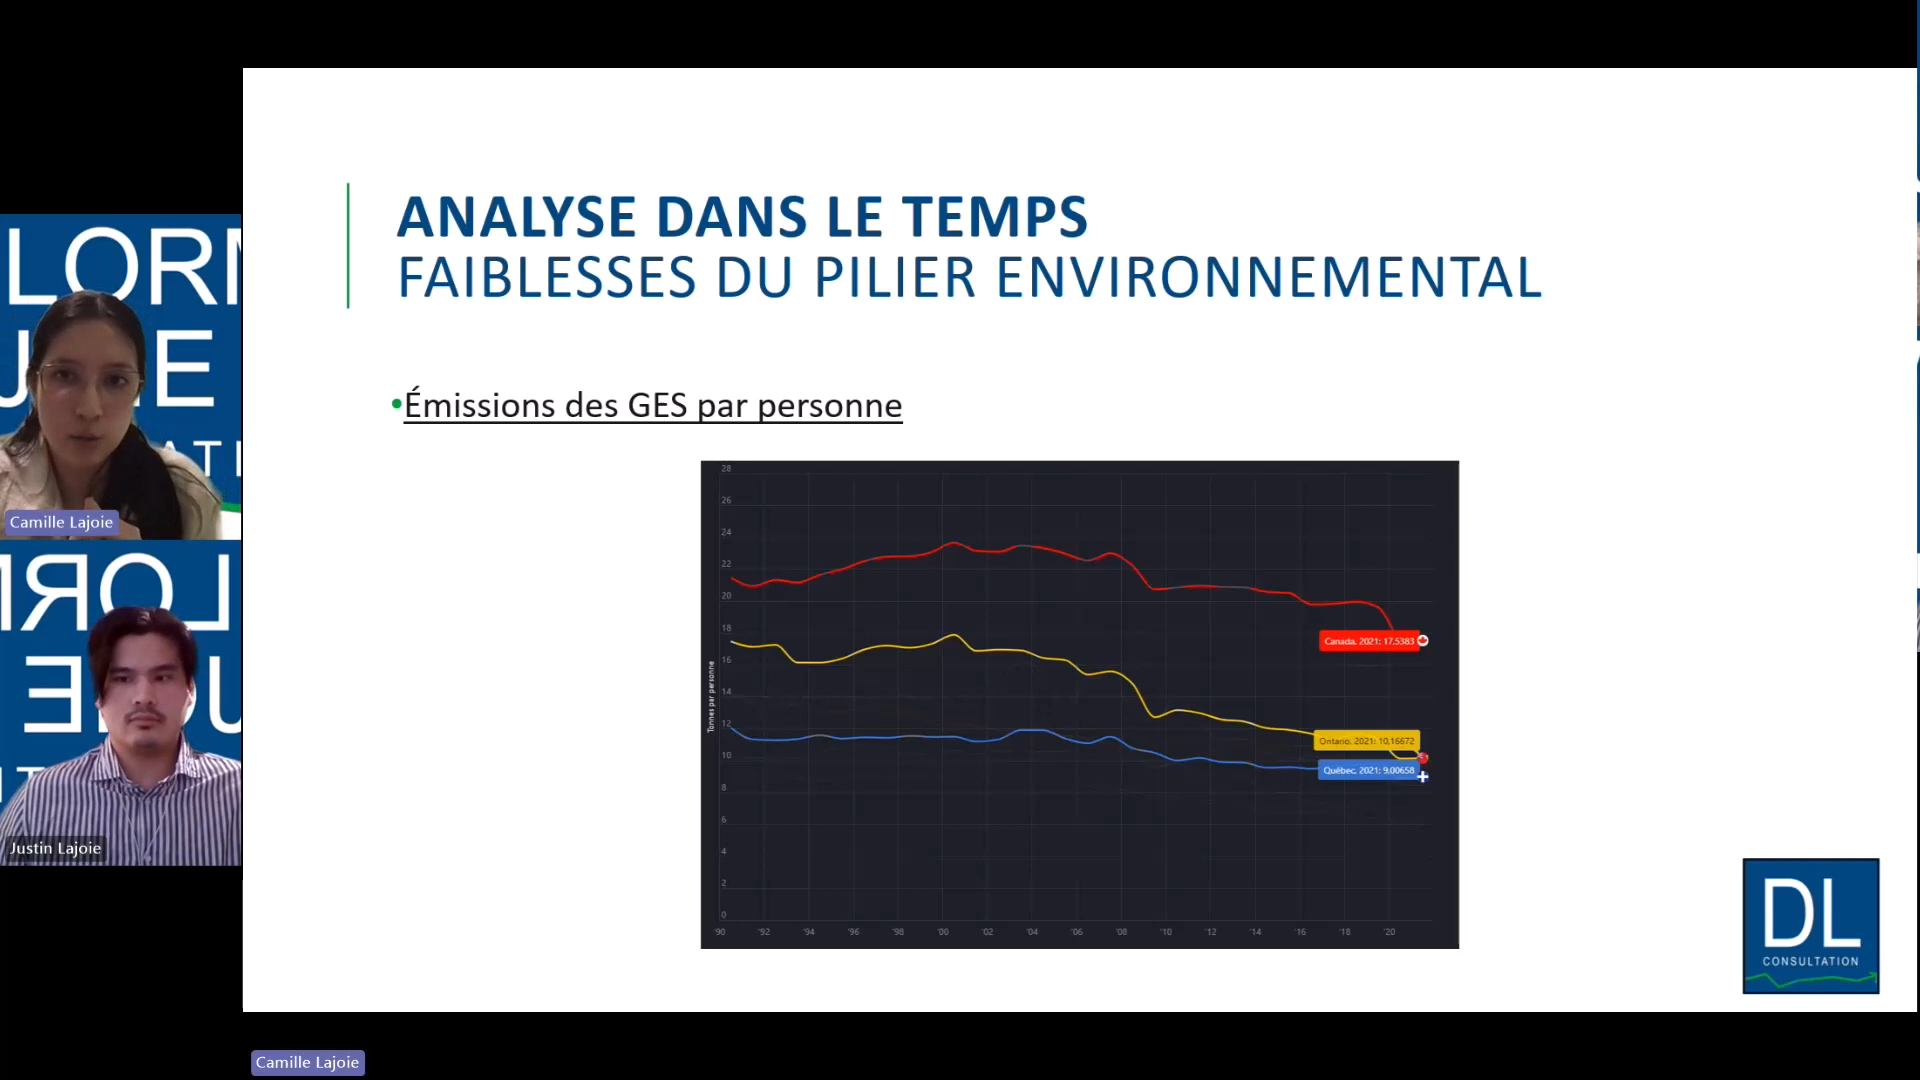 ANALYSE DANS LE TEMPS
FAIBLESSES DU PILIER ENVIRONNEMENTAL
•Émissions des GES par personne
28
26
24
22
20
18
16
14
12
10
8
6
4
2
0
Tonnes par personne
Canada, 2021: 17,5383
Ontario, 2021: 10,16672
Québec, 2021: 9,00658
'90 '92 '94 '96 '98 '00 '02 '04 '06 '08 '10 '12 '14 '16 '18 '20
DL
CONSULTATION
LORM
Camille Lajoie
LORM
Justin Lajoie
Camille Lajoie